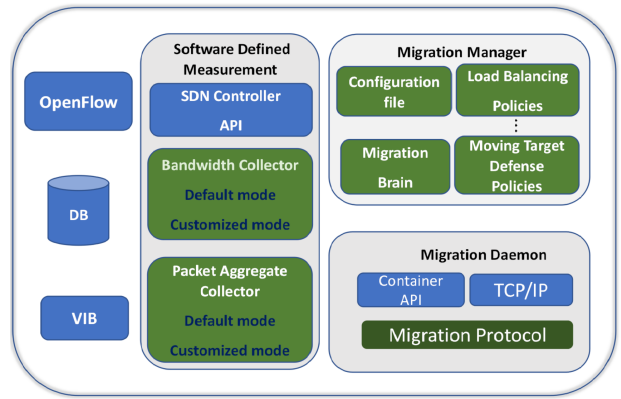 OpenFlow
DB
VIB
Software Defined
Measurement
SDN Controller
API
Bandwidth Collector
Default mode
Customized mode
Packet Aggregate
Collector
Default mode
Customized mode
Migration Manager
Configuration
file
Load Balancing
Policies
Migration
Brain
Moving Target
Defense
Policies
Migration Daemon
Container
API
TCP/IP
Migration Protocol